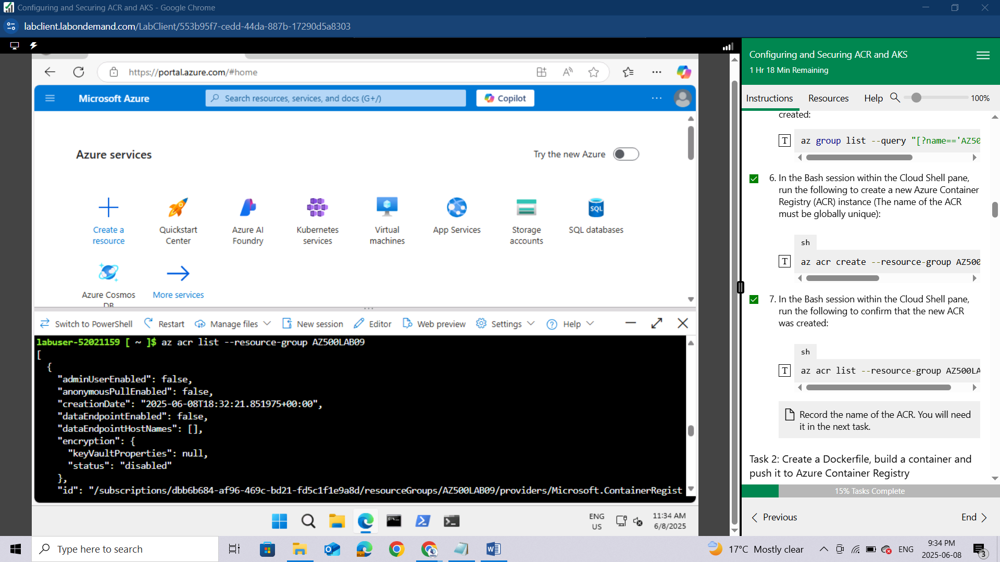 Configuring and Securing ACR and AKS - Google Chrome
labclient.labondemand.com/LabClient/553b95f7-cedd-44da-887b-17290d5a8303
https://portal.azure.com/#home
Microsoft Azure
Search resources, services, and docs (G+/)
Copilot
Azure services
Try the new Azure
Create a resource
Quickstart Center
Azure AI Foundry
Kubernetes services
Virtual machines
App Services
Storage accounts
SQL databases
Azure Cosmos DB
More services
Switch to PowerShell
Restart
Manage files
New session
Editor
Web preview
Settings
Help
labuser-52021159 [ ~ ]$ az acr list --resource-group AZ500LAB09
[
{
"adminUserEnabled": false,
"anonymousPullEnabled": false,
"creationDate": "2025-06-08T18:32:21.851975+00:00",
"dataEndpointEnabled": false,
"dataEndpointHostNames": [],
"encryption": {
"keyVaultProperties": null,
"status": "disabled"
},
"id": "/subscriptions/dbb6b684-af96-469c-bd21-fd5c1f1e9a8d/resourceGroups/AZ500LAB09/providers/Microsoft.ContainerRegist
ENG
US
11:34 AM
6/8/2025
Configuring and Securing ACR and AKS
1 Hr 18 Min Remaining
Instructions
Resources
Help
100%
created:
T
az group list --query "[?name=='AZ50
6. In the Bash session within the Cloud Shell pane,
run the following to create a new Azure Container
Registry (ACR) instance (The name of the ACR
must be globally unique):
sh
T
az acr create --resource-group AZ500
7. In the Bash session within the Cloud Shell pane,
run the following to confirm that the new ACR
was created:
sh
T
az acr list --resource-group AZ500LA
Record the name of the ACR. You will need
it in the next task.
Task 2: Create a Dockerfile, build a container and
push it to Azure Container Registry
15% Tasks Complete
Previous
End
Type here to search
17°C Mostly clear
ENG
9:34 PM
2025-06-08
3